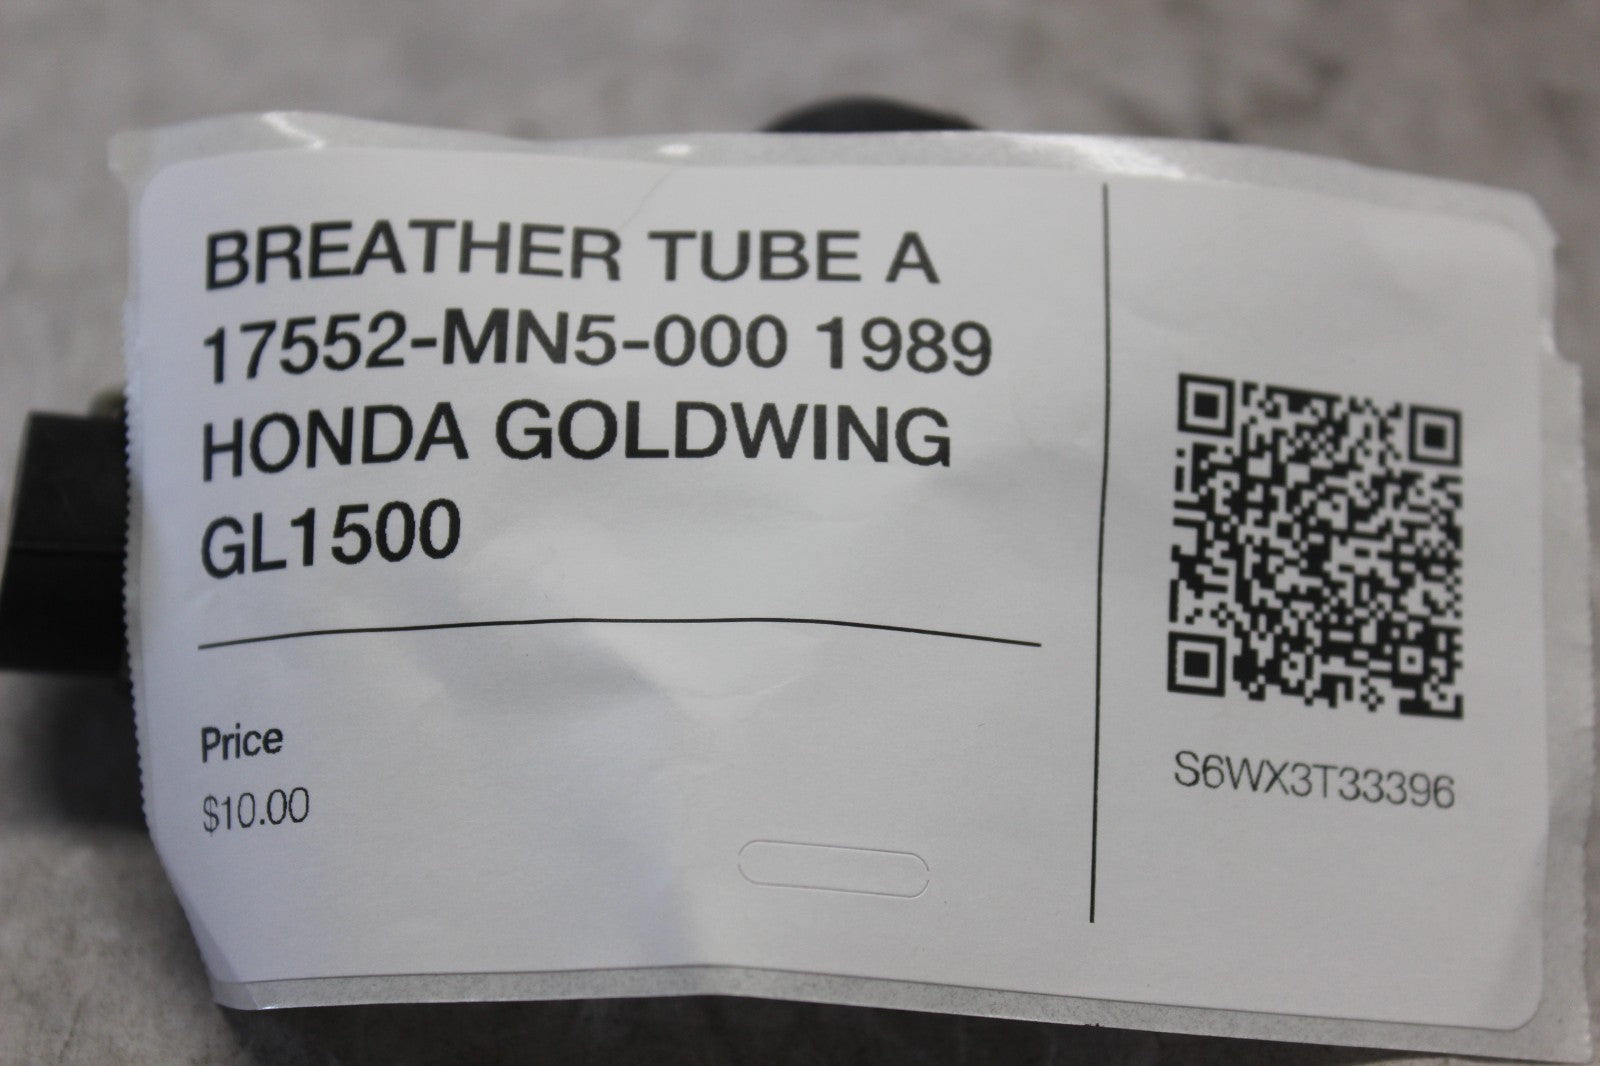 BREATHER TUBE A
17552-MN5-000 1989
HONDA GOLDWING
GL1500
Price
$10.00
S6WX3T33396